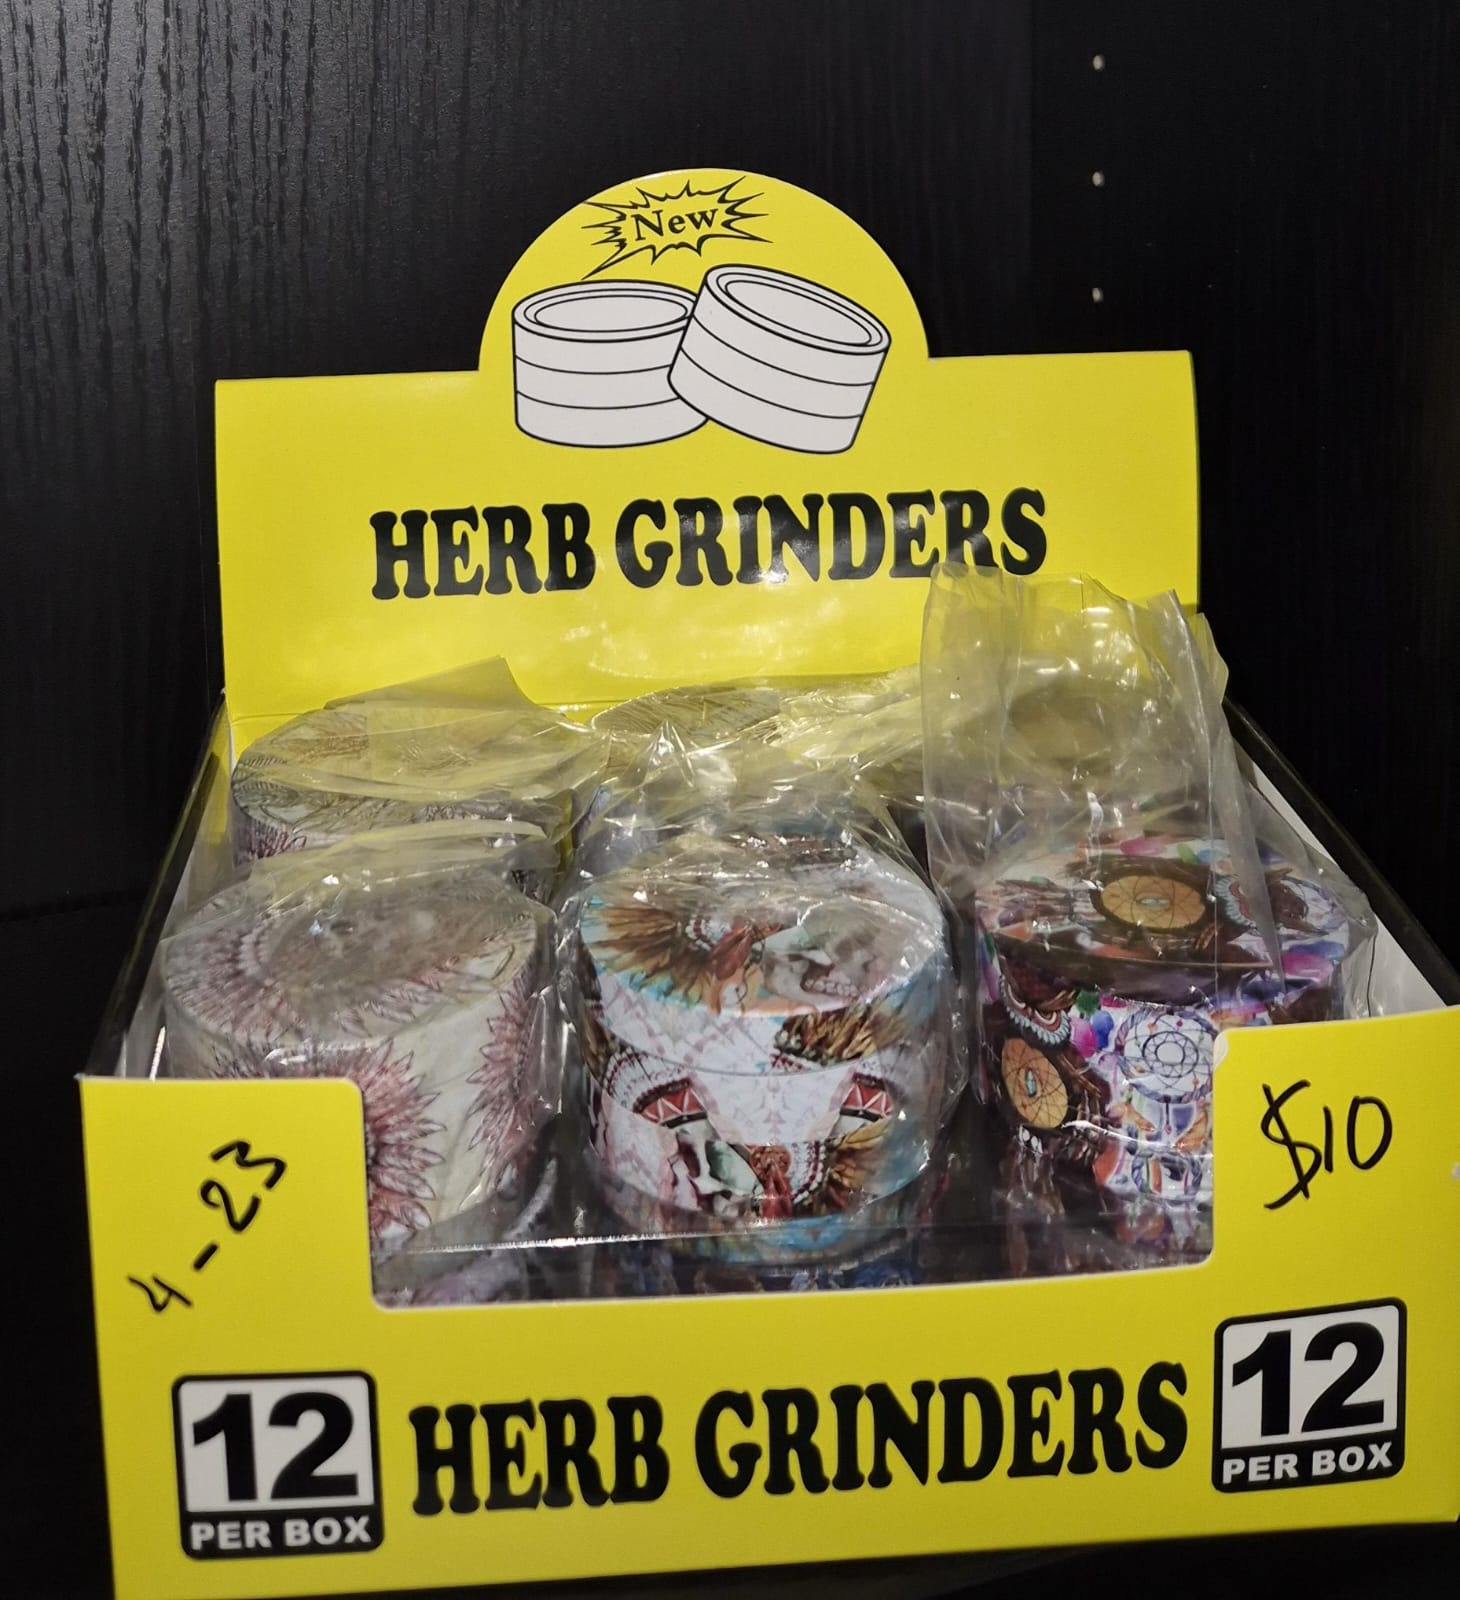 New
HERB GRINDERS
4-23
$10
12
PER BOX
HERB GRINDERS
12
PER BOX